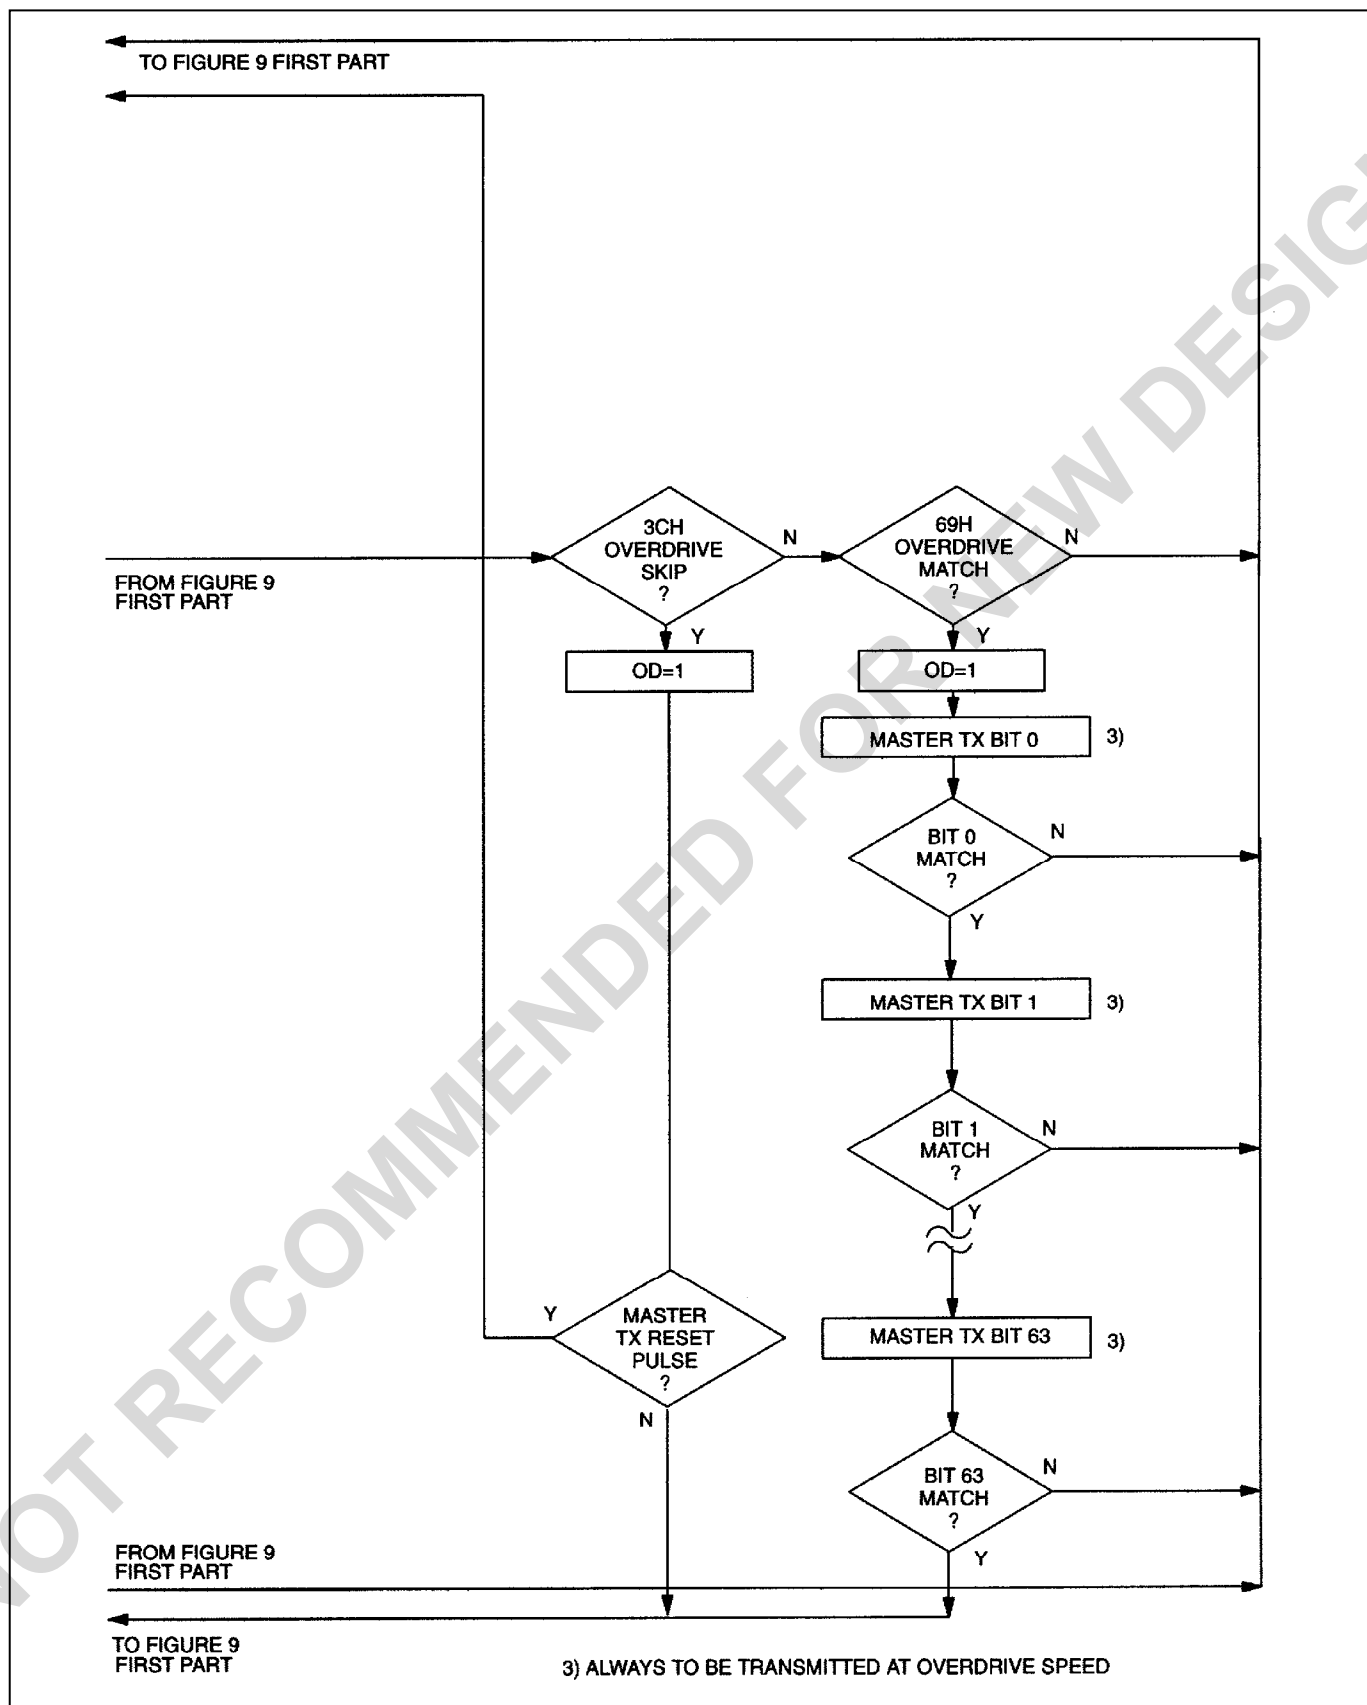 TO FIGURE 9 FIRST PART
3CH
OVERDRIVE
SKIP
?
N
69H
OVERDRIVE
MATCH
?
N
FROM FIGURE 9
FIRST PART
Y
Y
OD=1
OD=1
MASTER TX BIT 0
3)
BIT 0
MATCH
?
N
Y
MASTER TX BIT 1
3)
BIT 1
MATCH
?
N
Y
MASTER
TX RESET
PULSE
?
Y
N
MASTER TX BIT 63
3)
BIT 63
MATCH
?
N
Y
FROM FIGURE 9
FIRST PART
TO FIGURE 9
FIRST PART
3) ALWAYS TO BE TRANSMITTED AT OVERDRIVE SPEED
NOT RECOMMENDED FOR NEW DESIG